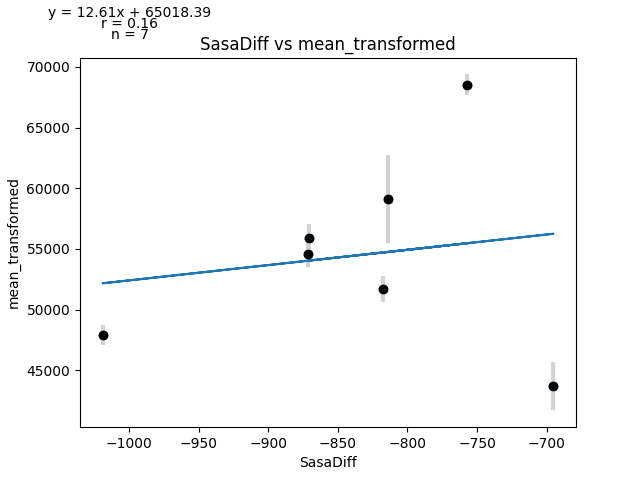 y = 12.61x + 65018.39
r = 0.16
n = 7
SasaDiff vs mean_transformed
70000
65000
60000
55000
50000
45000
mean_transformed
−1000
−950
−900
−850
−800
−750
−700
SasaDiff